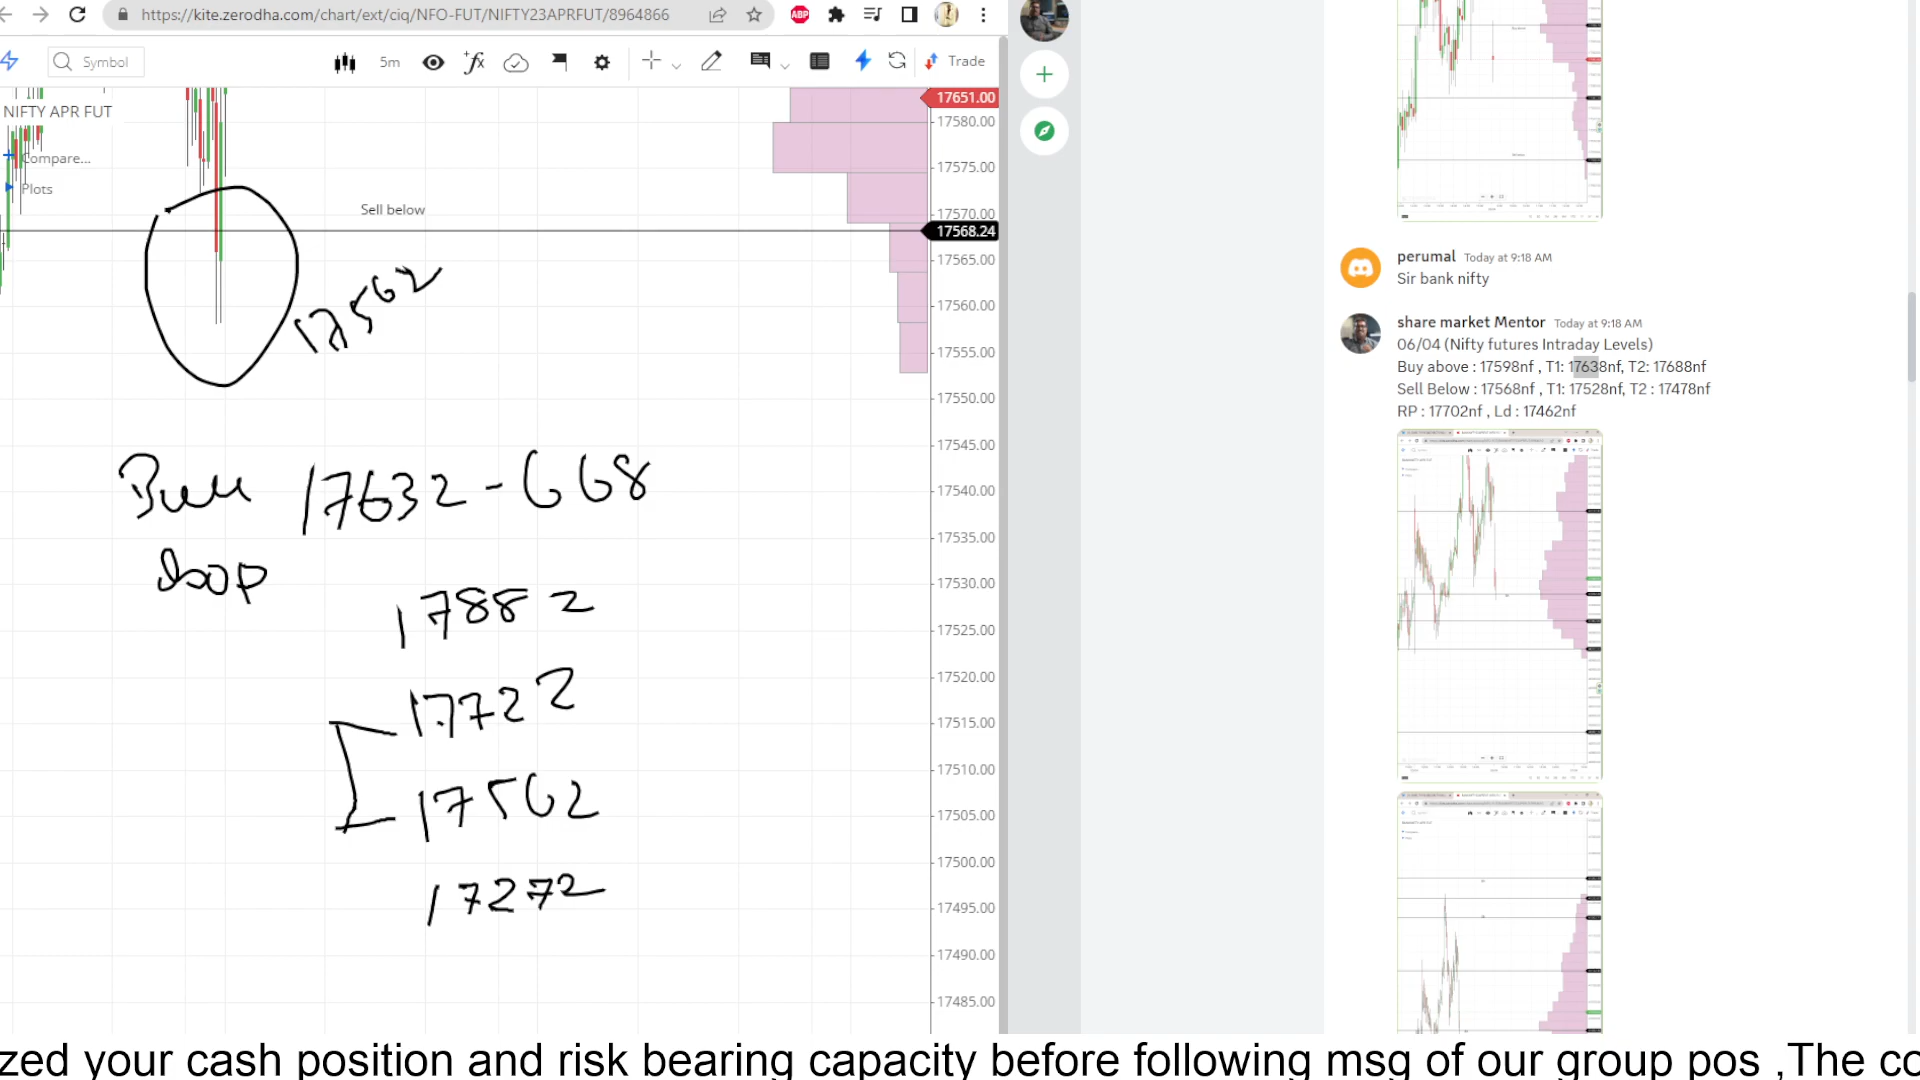 https://kite.zerodha.com/chart/ext/ciq/NFO-FUT/NIFTY23APRFUT/8964866
ABP
Symbol
5m
Trade
NIFTY APR FUT
Compare...
Plots
Sell below
17651.00
17580.00
17575.00
17570.00
17568.24
17565.00
17560.00
17555.00
17550.00
17545.00
17540.00
17535.00
17530.00
17525.00
17520.00
17515.00
17510.00
17505.00
17500.00
17495.00
17490.00
17485.00
17562
17632-668
17882
17722
17562
17272
perumal Today at 9:18 AM
Sir bank nifty
share market Mentor Today at 9:18 AM
06/04 (Nifty futures Intraday Levels)
Buy above : 17598nf , T1: 17638nf, T2: 17688nf
Sell Below : 17568nf , T1: 17528nf, T2 : 17478nf
RP : 17702nf , Ld : 17462nf
zed your cash position and risk bearing capacity before following msg of our group pos ,The co